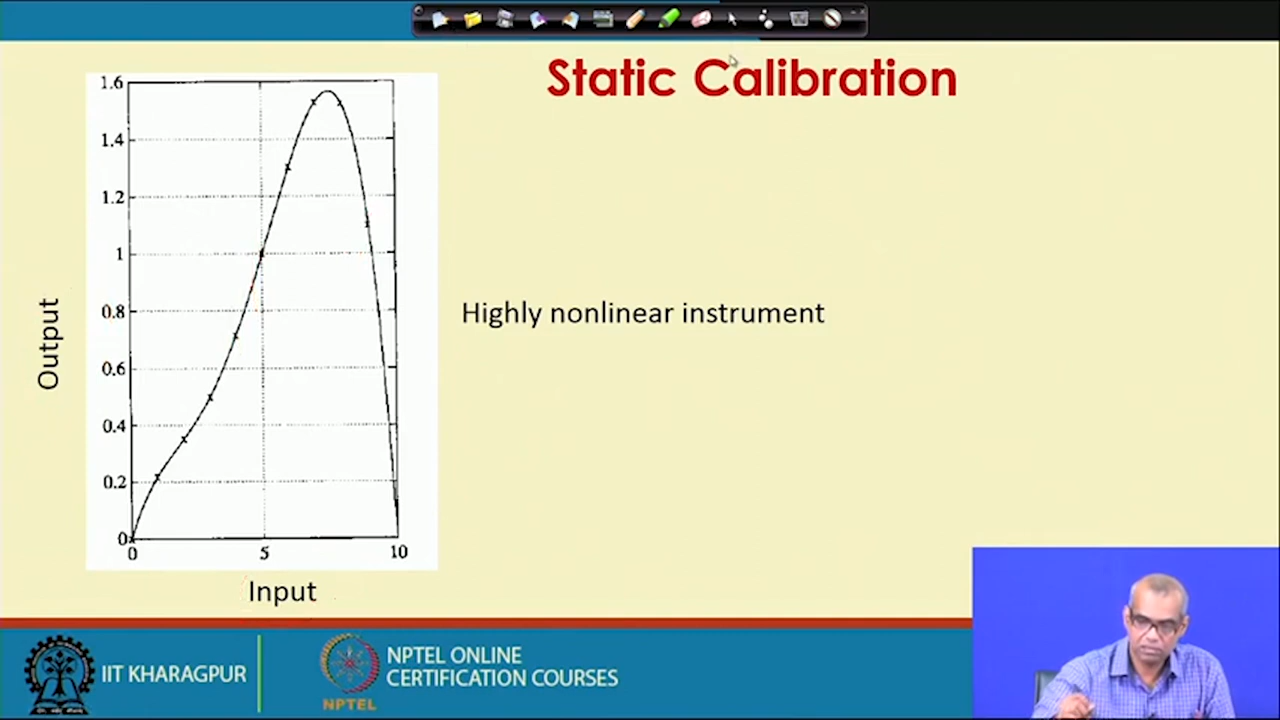 Static Calibration
1.6
1.4
1.2
1
0.8
0.6
0.4
0.2
0
0 5 10
Output
Input
Highly nonlinear instrument
IIT KHARAGPUR
NPTEL
NPTEL ONLINE
CERTIFICATION COURSES